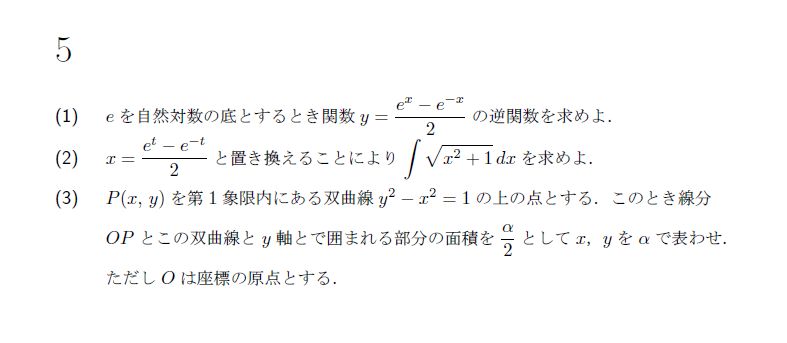 5
(1) e を自然対数の底とするとき関数 y = \frac{e^x - e^{-x}}{2} の逆関数を求めよ.
(2) x = \frac{e^t - e^{-t}}{2} と置き換えることにより \int \sqrt{x^2 + 1}\,dx を求めよ.
(3) P(x, y) を第 1 象限内にある双曲線 y^2 - x^2 = 1 の上の点とする. このとき線分
OP とこの双曲線と y 軸とで囲まれる部分の面積を \frac{α}{2} として x, y を α で表わせ.
ただし O は座標の原点とする.